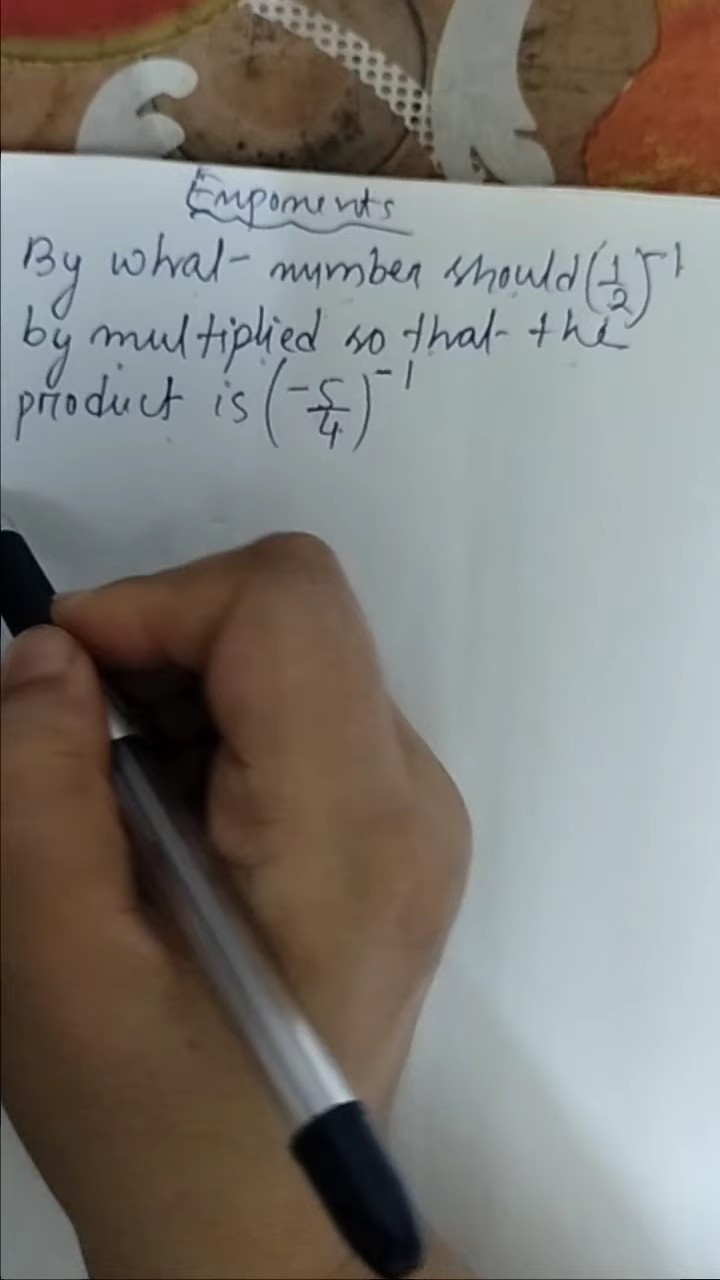 Exponents
By what number should (1/2)^-1
by multiplied so that the
product is (-5/4)^-1